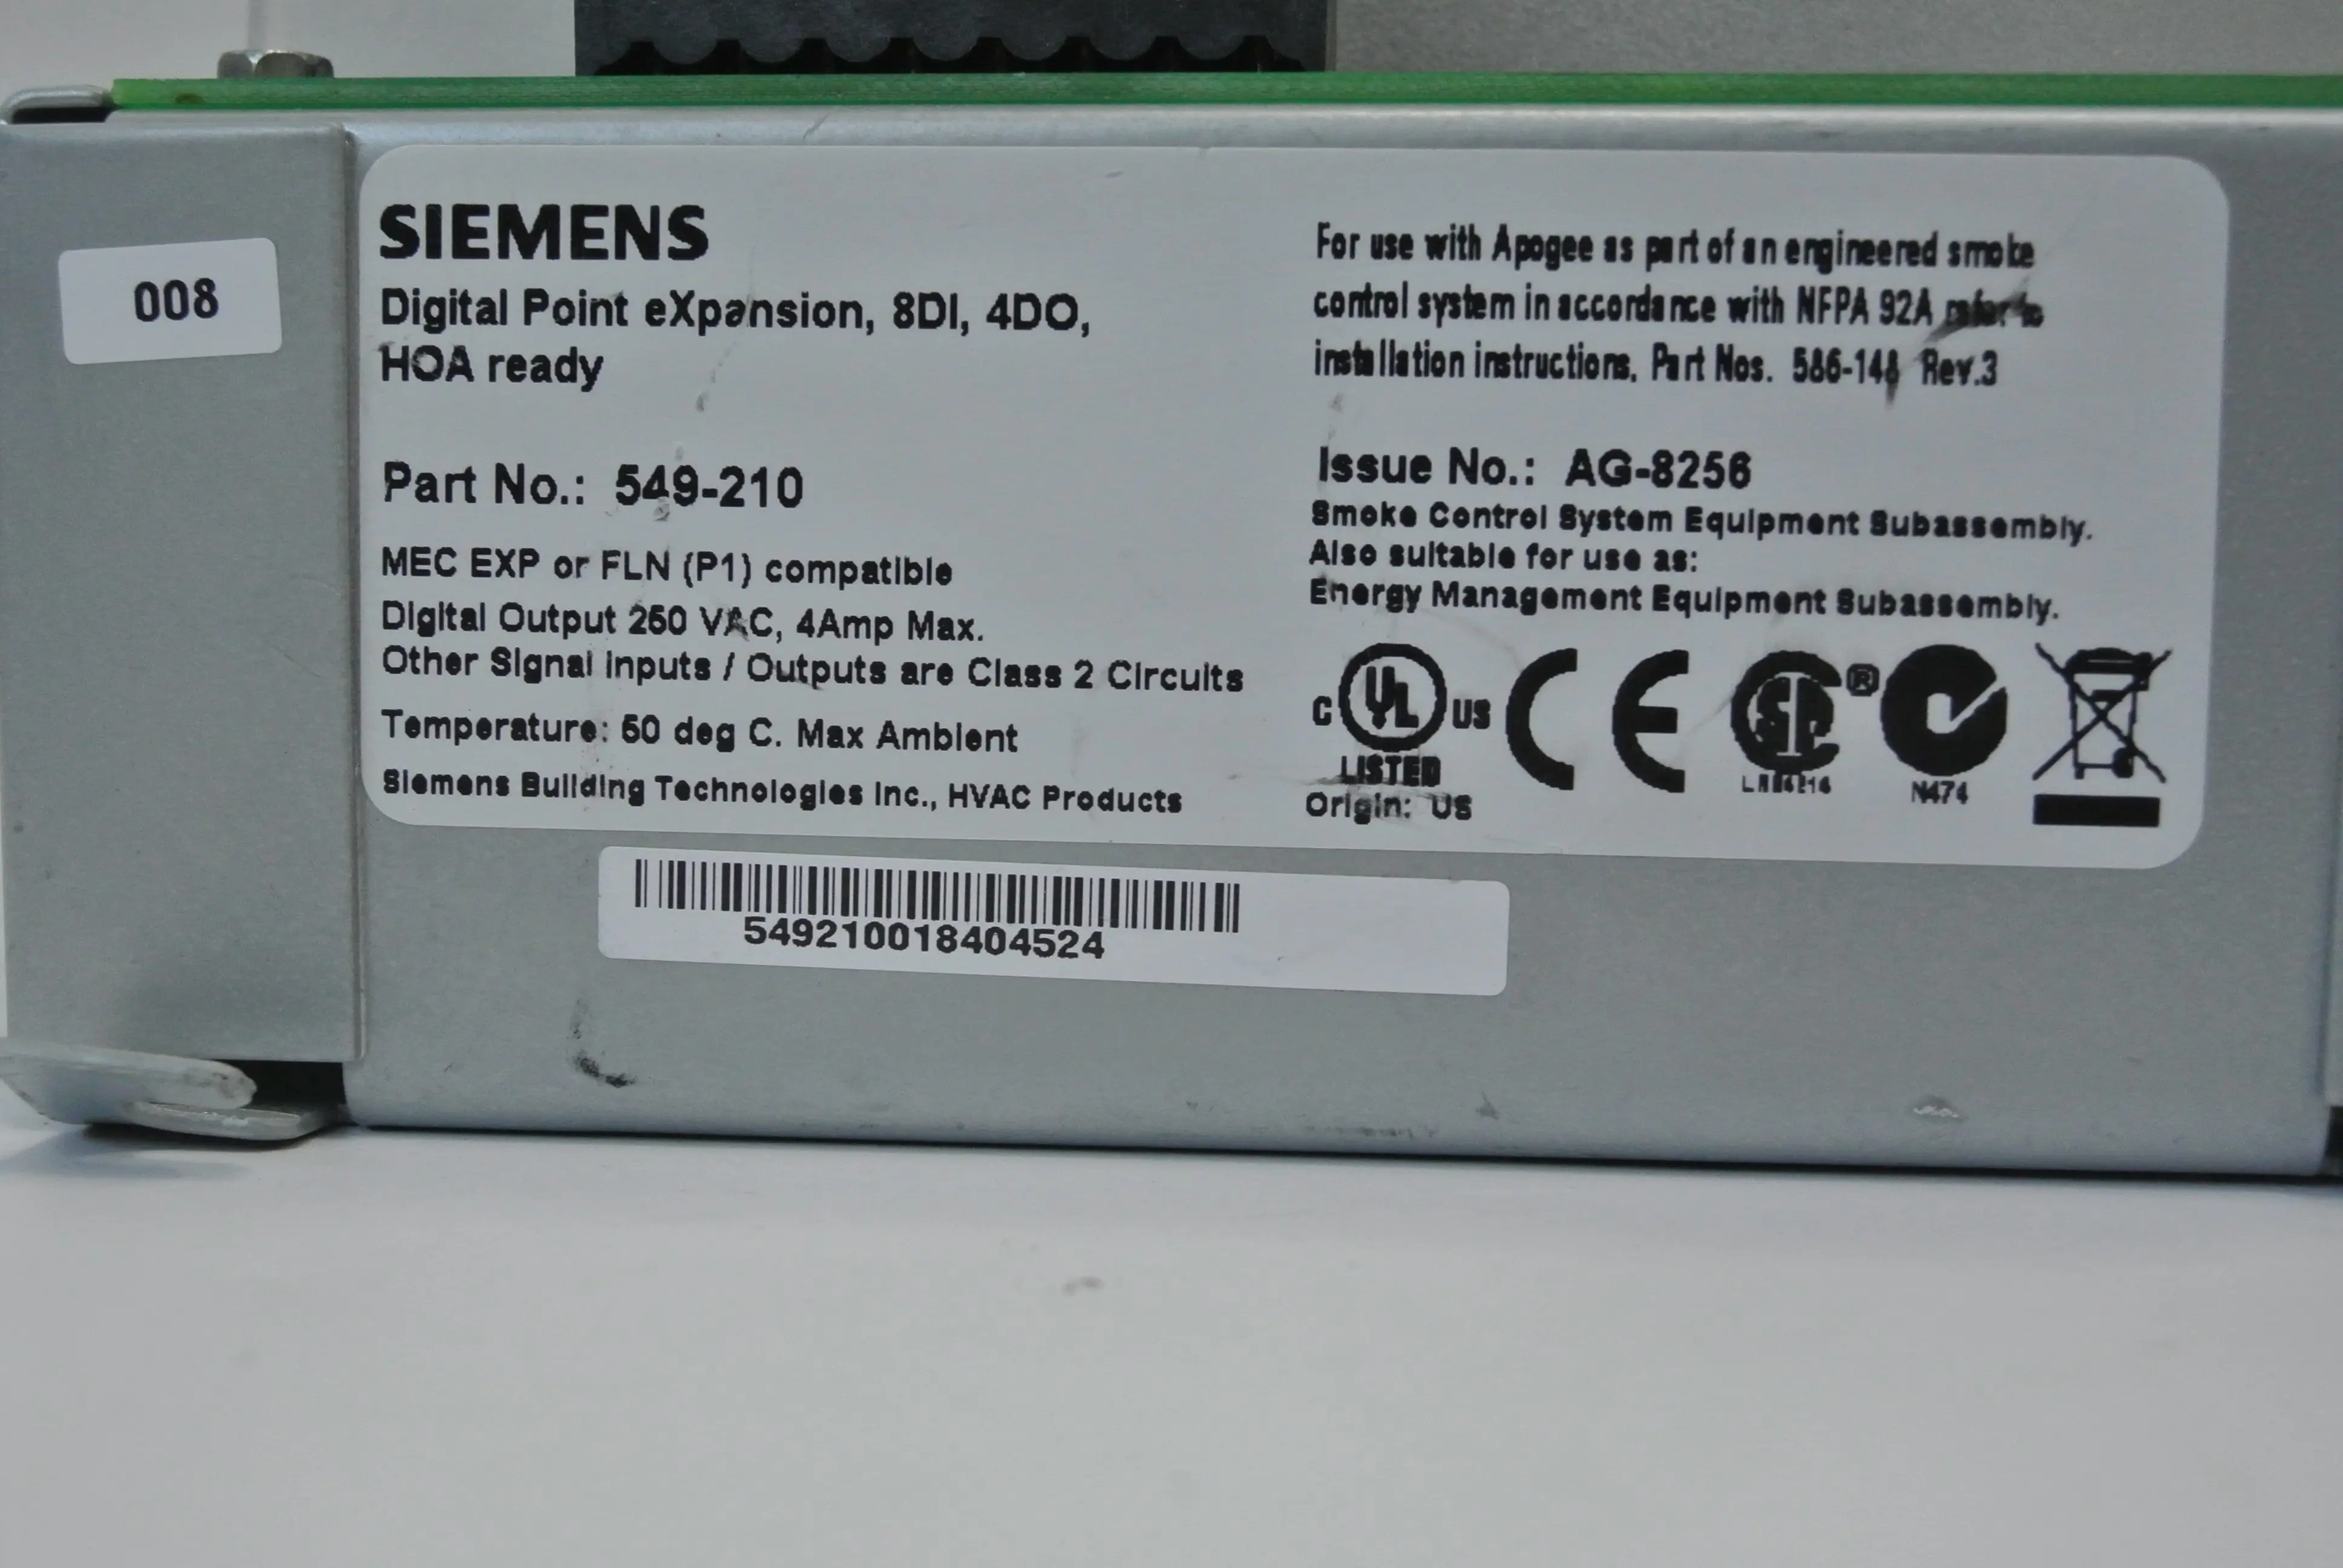 008
SIEMENS
Digital Point eXpansion, 8DI, 4DO,
HOA ready
Part No.: 549-210
MEC EXP or FLN (P1) compatible
Digital Output 250 VAC, 4Amp Max.
Other Signal Inputs / Outputs are Class 2 Circuits
Temperature: 50 deg C. Max Ambient
Siemens Building Technologies Inc., HVAC Products
For use with Apogee as part of an engineered smoke
control system in accordance with NFPA 92A refer to
installation instructions. Part Nos. 586-148 Rev.3
Issue No.: AG-8256
Smoke Control System Equipment Subassembly.
Also suitable for use as:
Energy Management Equipment Subassembly.
C UL US
LISTED
CE
SP®
N474
Origin: US
549210018404524